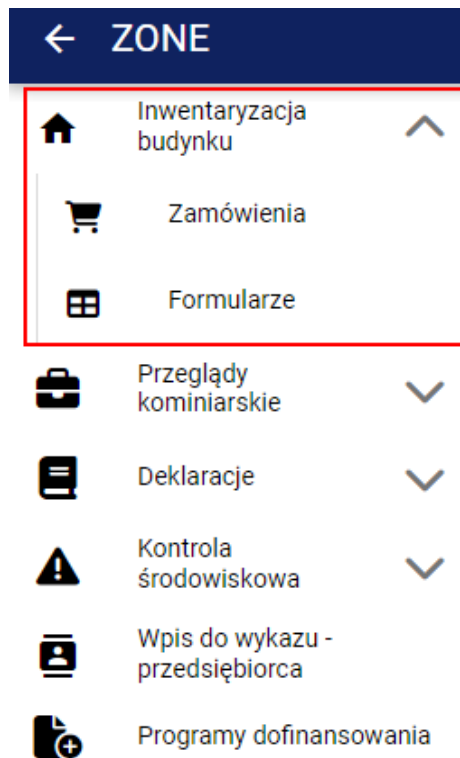 ZONE
Inwentaryzacja
budynku
Zamówienia
Formularze
Przeglądy
kominiarskie
Deklaracje
Kontrola
środowiskowa
Wpis do wykazu -
przedsiębiorca
Programy dofinansowania